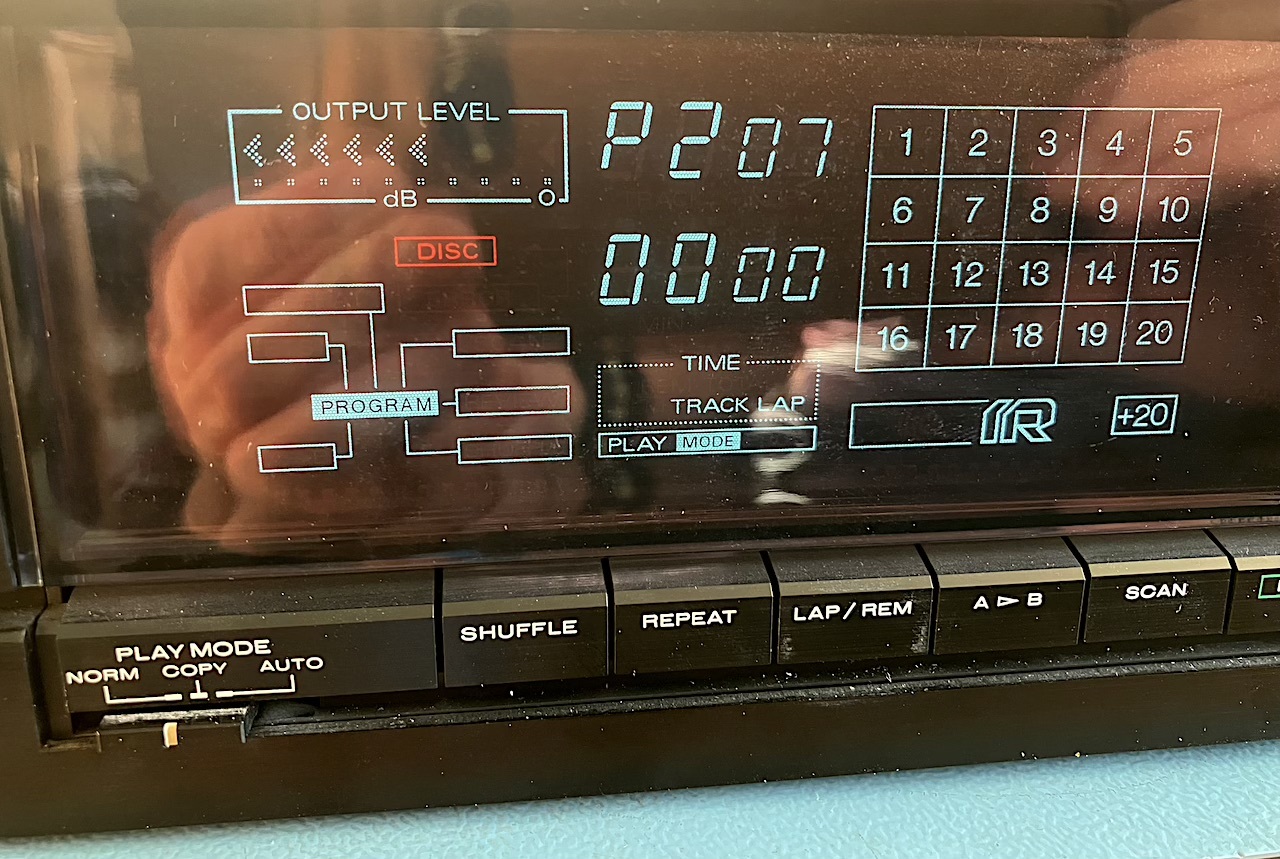 OUTPUT LEVEL
dB O
P2 07
DISC
00 00
1 2 3 4 5
6 7 8 9 10
11 12 13 14 15
16 17 18 19 20
TIME
TRACK LAP
PROGRAM
PLAY MODE
R
+20
PLAY MODE
NORM COPY AUTO
SHUFFLE
REPEAT
LAP/REM
A ▷ B
SCAN